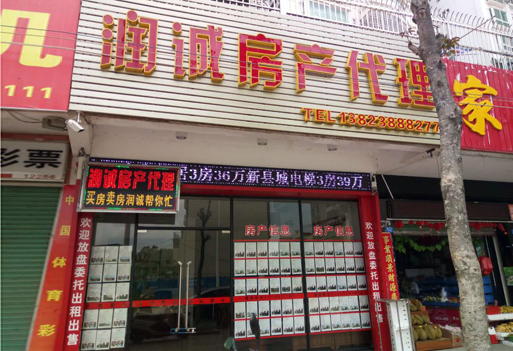 润诚房产代理
TEL 13823888277
几
111
家
彩票
12256
居3房36万新县城电梯3房39万
润诚房产代理
买房卖房润诚帮你忙
房产信息
房产信息
中国体育彩
欢迎放盘委托出租出售
欢迎放盘委托出租出售